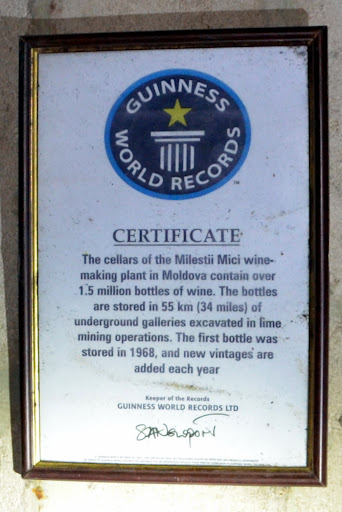 GUINNESS
WORLD RECORDS
TM
CERTIFICATE
The cellars of the Milestii Mici wine-
making plant in Moldova contain over
1.5 million bottles of wine. The bottles
are stored in 55 km (34 miles) of
underground galleries excavated in lime
mining operations. The first bottle was
stored in 1968, and new vintages are
added each year
Keeper of the Records
GUINNESS WORLD RECORDS LTD